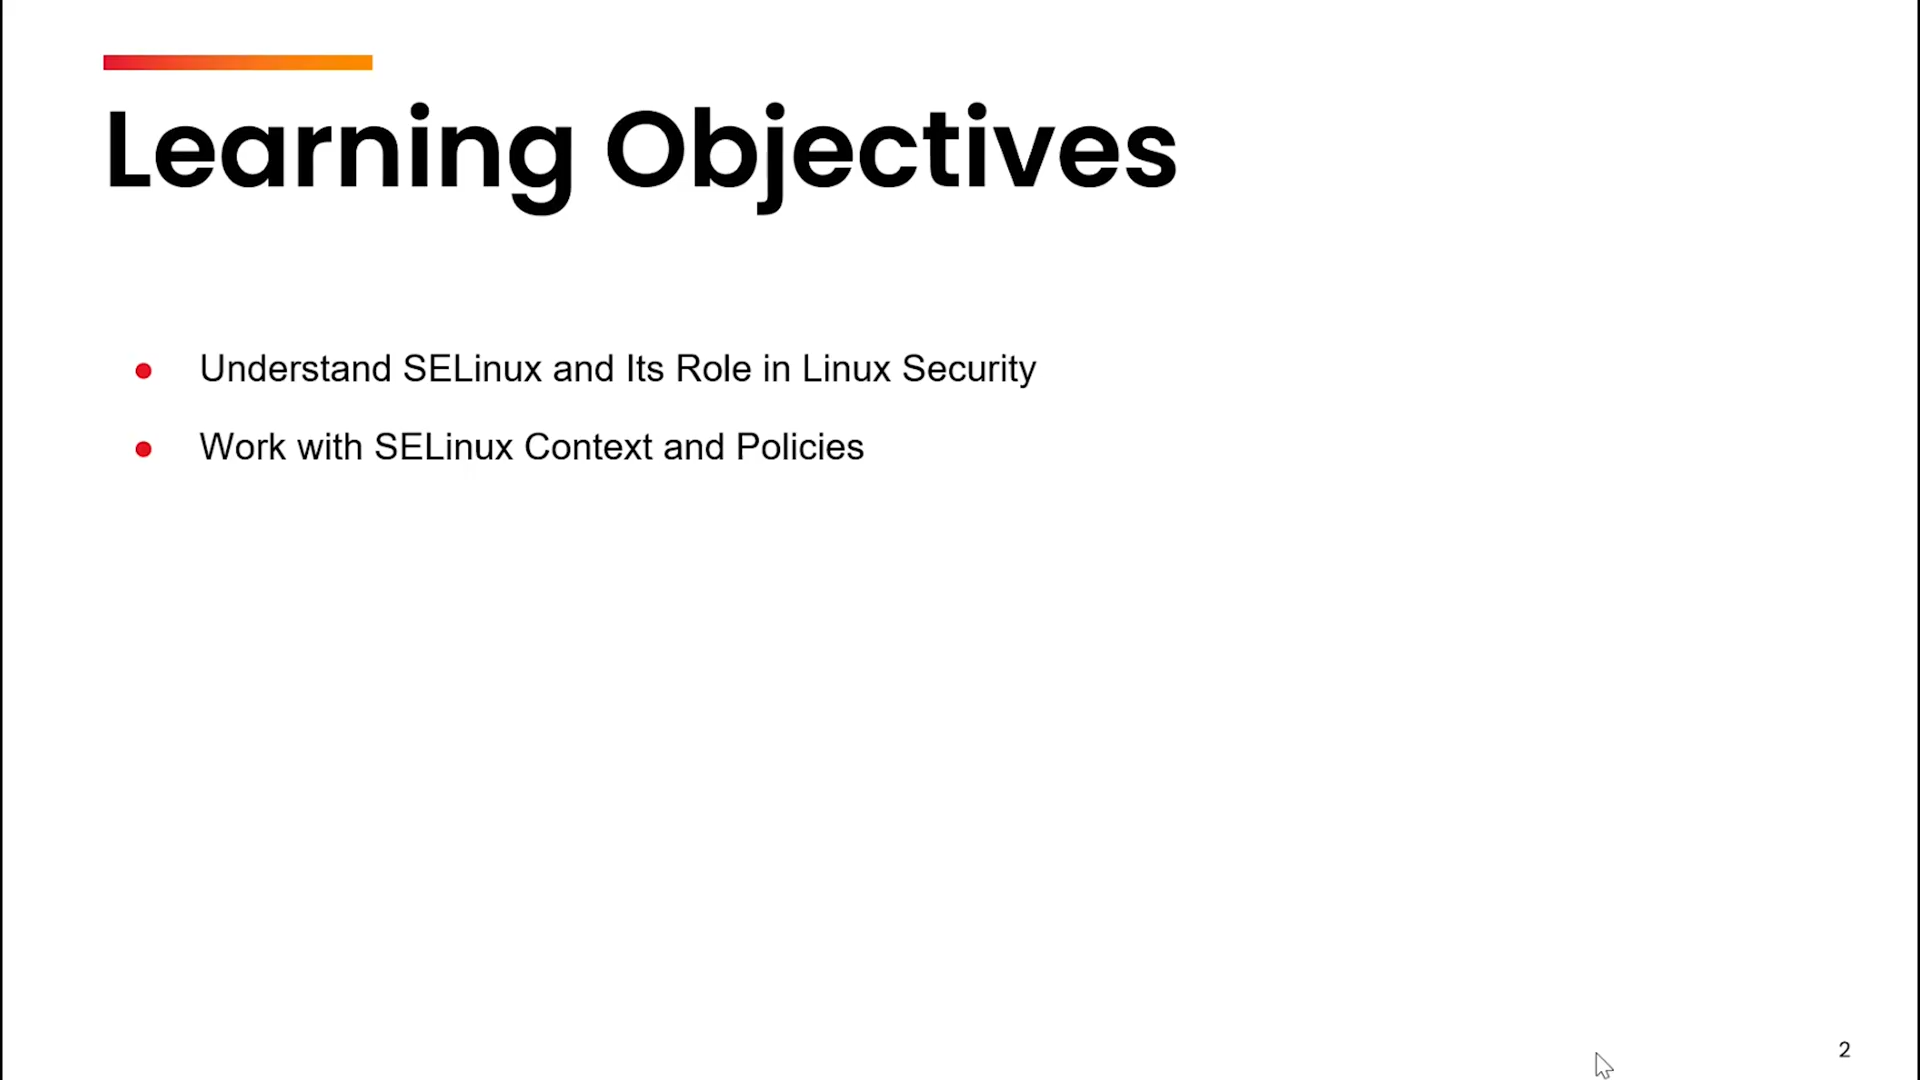 Learning Objectives
● Understand SELinux and Its Role in Linux Security
● Work with SELinux Context and Policies
2